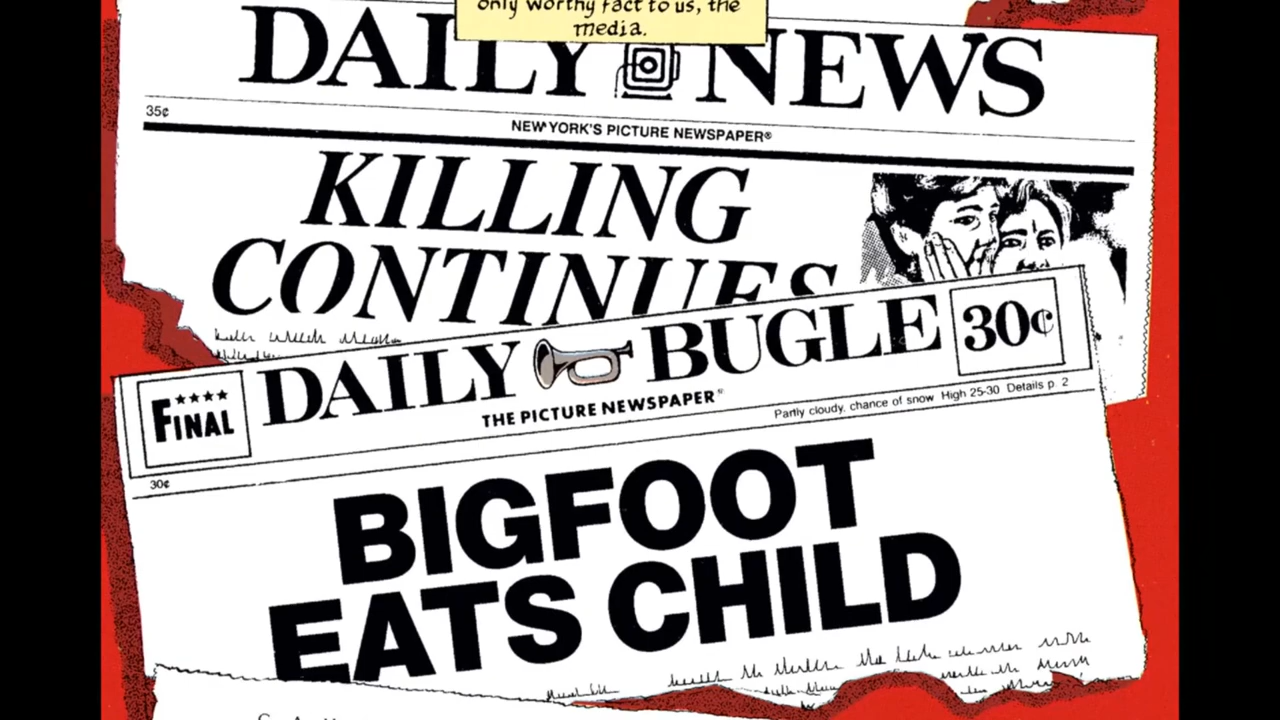 only worthy fact to us, the
media.
DAILY NEWS
35¢
NEW YORK'S PICTURE NEWSPAPER®
KILLING
CONTINUES
FINAL
DAILY BUGLE
30¢
THE PICTURE NEWSPAPER
Partly cloudy, chance of snow High 25-30 Details p. 2
30¢
BIGFOOT
EATS CHILD